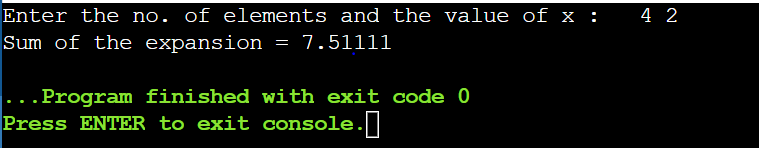 Enter the no. of elements and the value of x :   4 2
Sum of the expansion = 7.51111
...Program finished with exit code 0
Press ENTER to exit console.